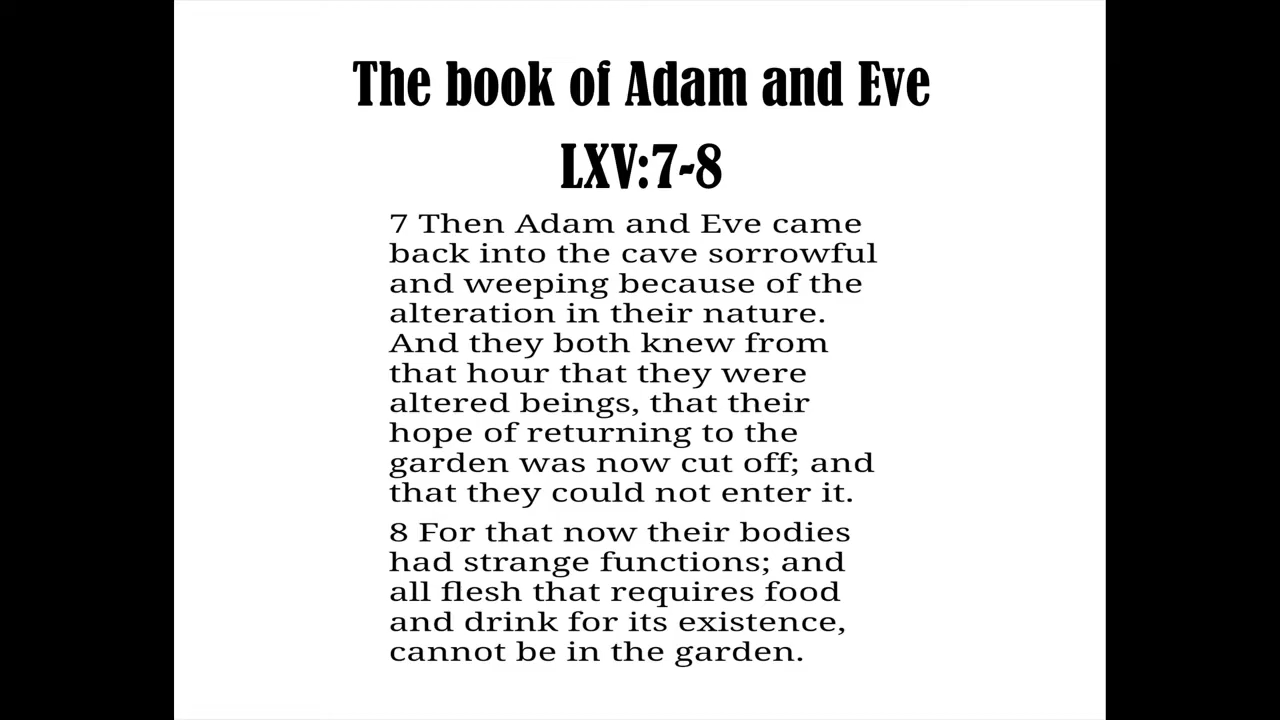 The book of Adam and Eve
LXV:7-8
7 Then Adam and Eve came
back into the cave sorrowful
and weeping because of the
alteration in their nature.
And they both knew from
that hour that they were
altered beings, that their
hope of returning to the
garden was now cut off; and
that they could not enter it.
8 For that now their bodies
had strange functions; and
all flesh that requires food
and drink for its existence,
cannot be in the garden.